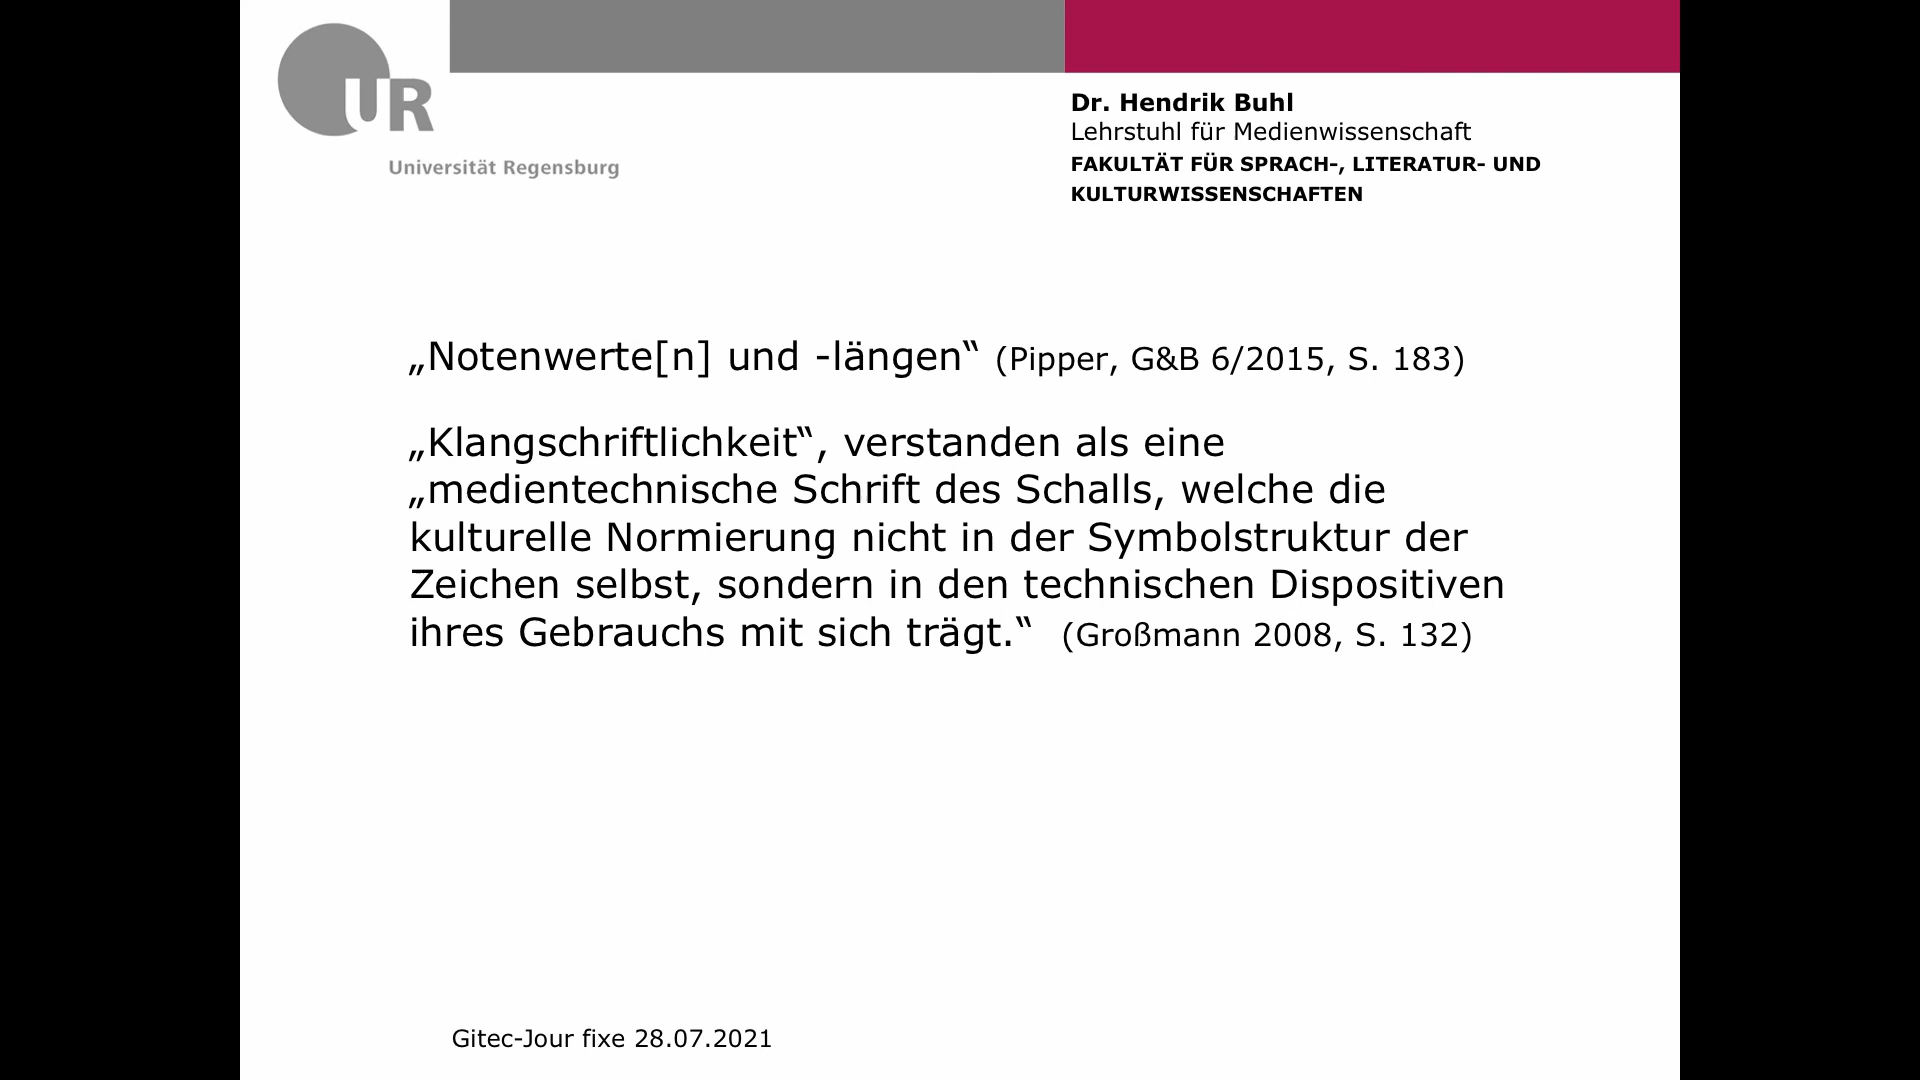 UR
Universität Regensburg
Dr. Hendrik Buhl
Lehrstuhl für Medienwissenschaft
FAKULTÄT FÜR SPRACH-, LITERATUR- UND
KULTURWISSENSCHAFTEN
„Notenwerte[n] und -längen“ (Pipper, G&B 6/2015, S. 183)
„Klangschriftlichkeit“, verstanden als eine
„medientechnische Schrift des Schalls, welche die
kulturelle Normierung nicht in der Symbolstruktur der
Zeichen selbst, sondern in den technischen Dispositiven
ihres Gebrauchs mit sich trägt.“ (Großmann 2008, S. 132)
Gitec-Jour fixe 28.07.2021